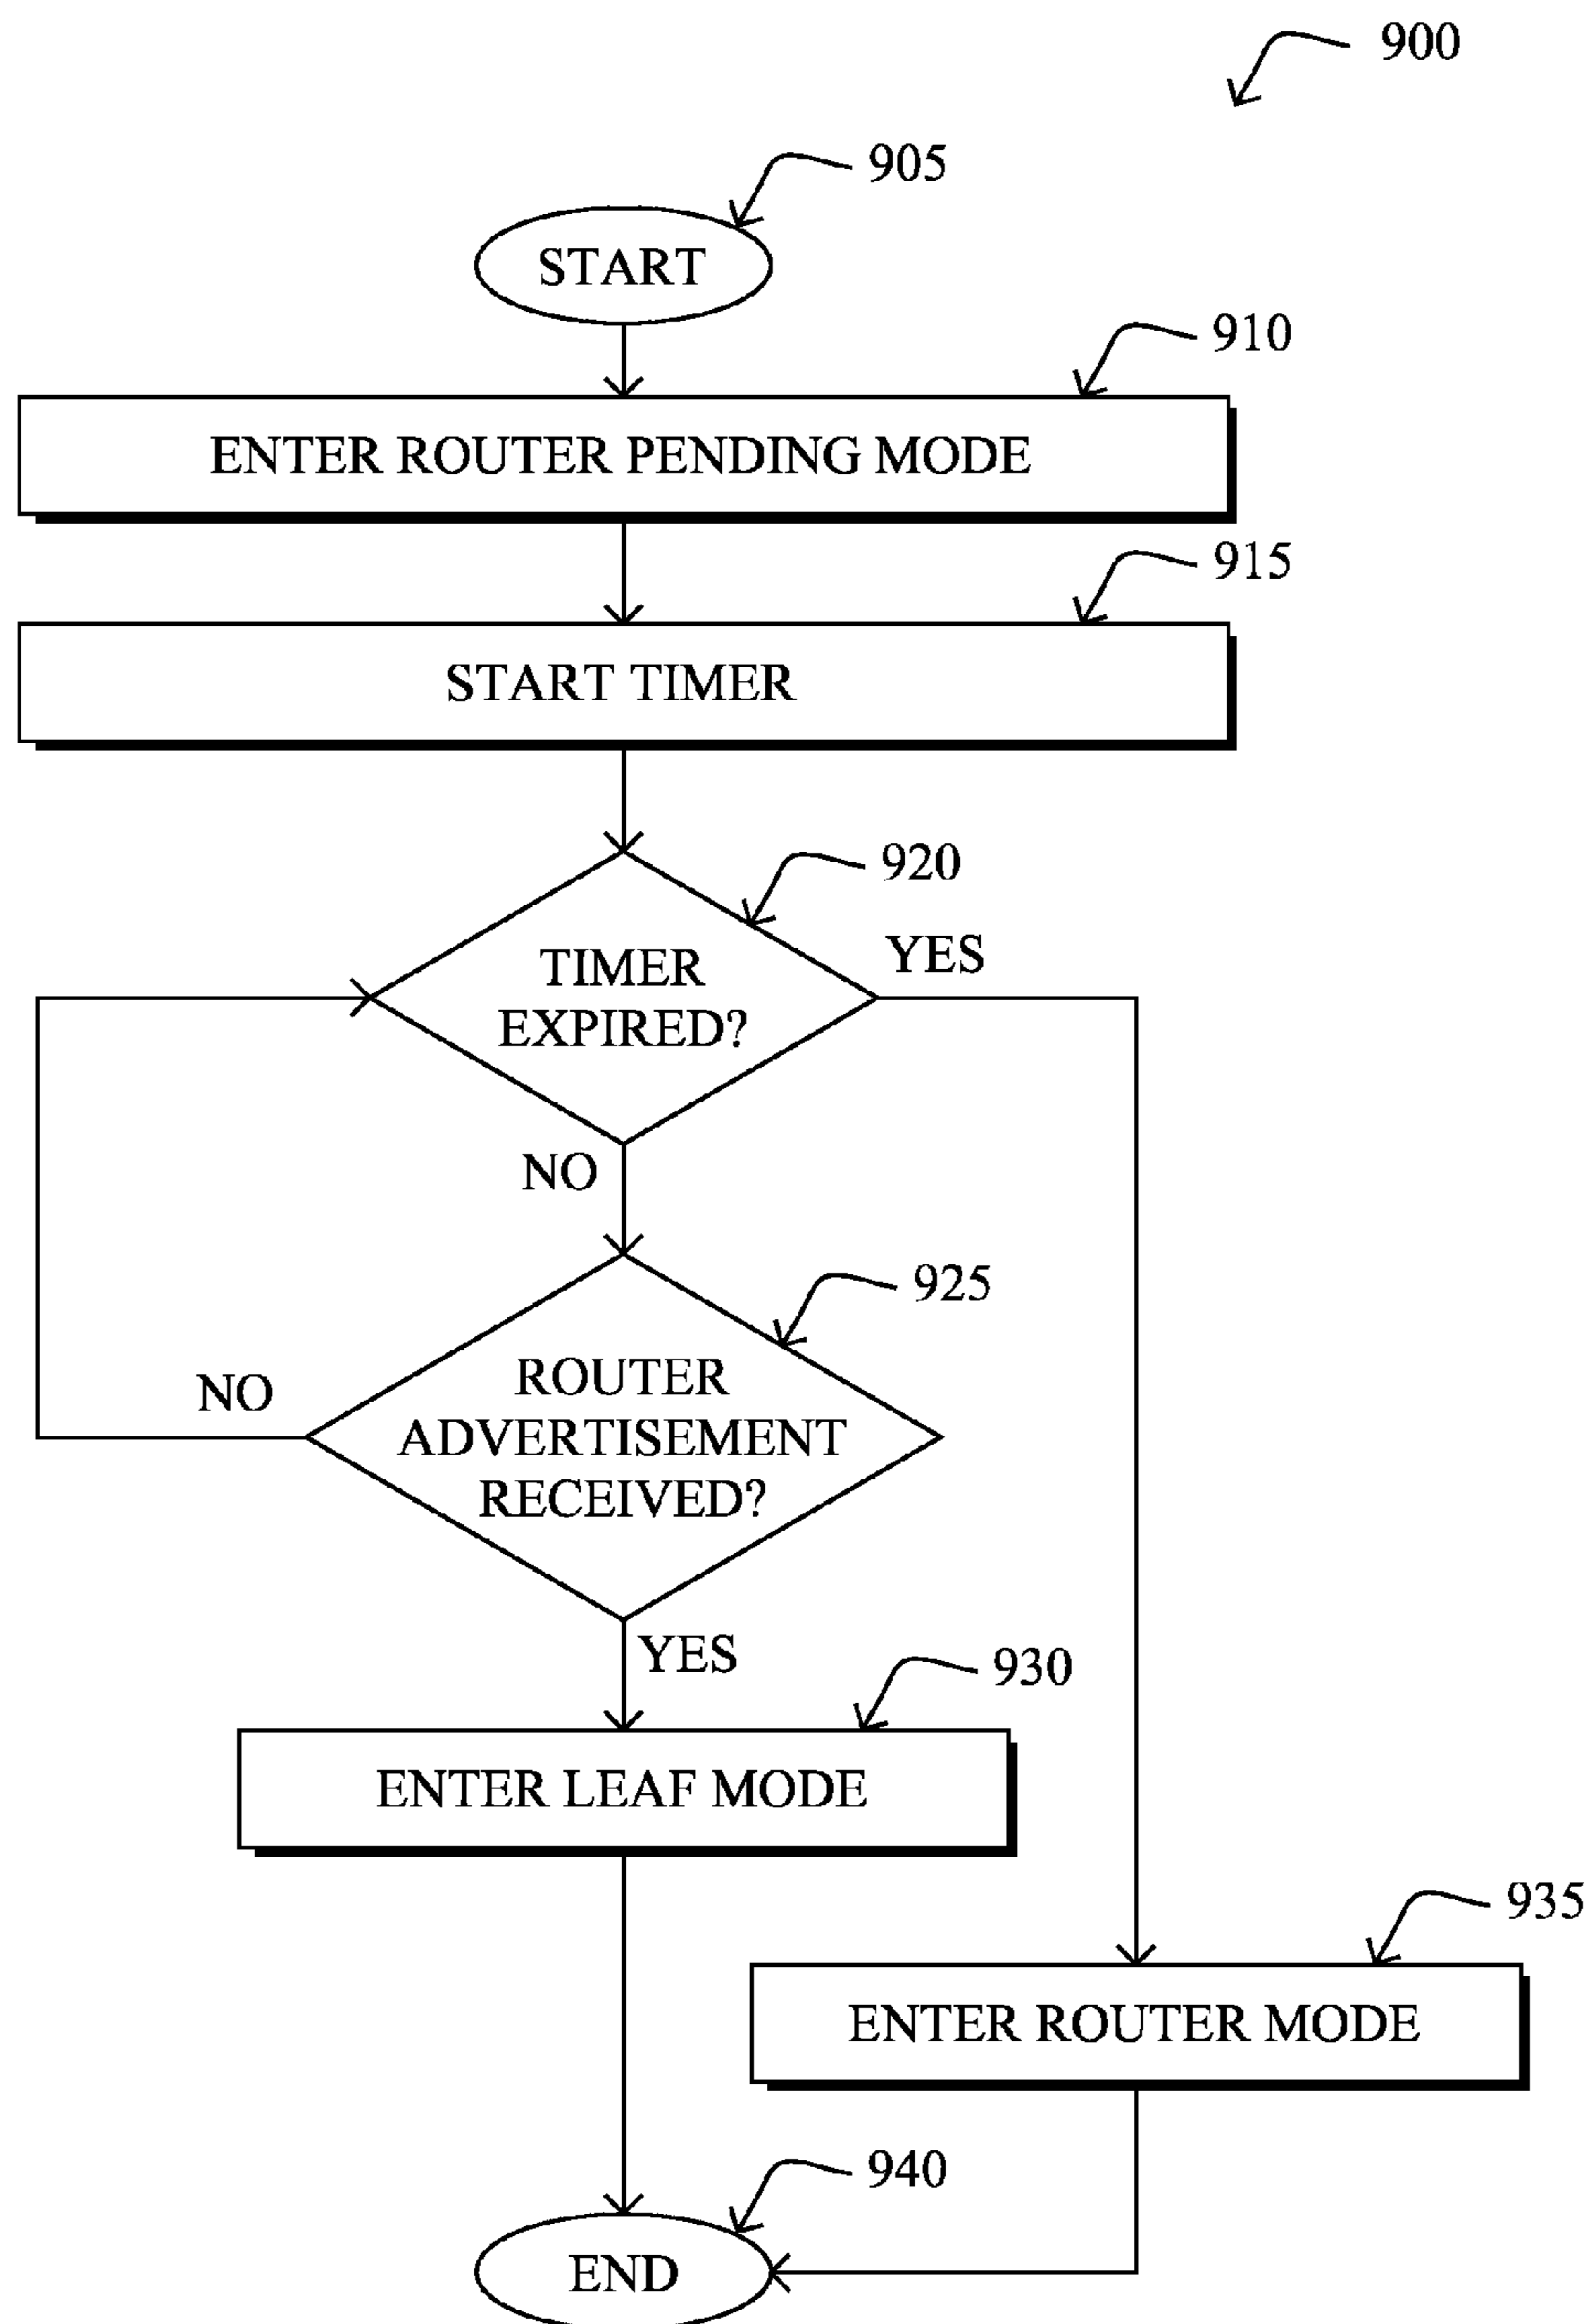 900
905
START
910
ENTER ROUTER PENDING MODE
915
START TIMER
920
TIMER
EXPIRED?
YES
NO
925
ROUTER
ADVERTISEMENT
RECEIVED?
NO
YES
930
ENTER LEAF MODE
935
ENTER ROUTER MODE
940
END